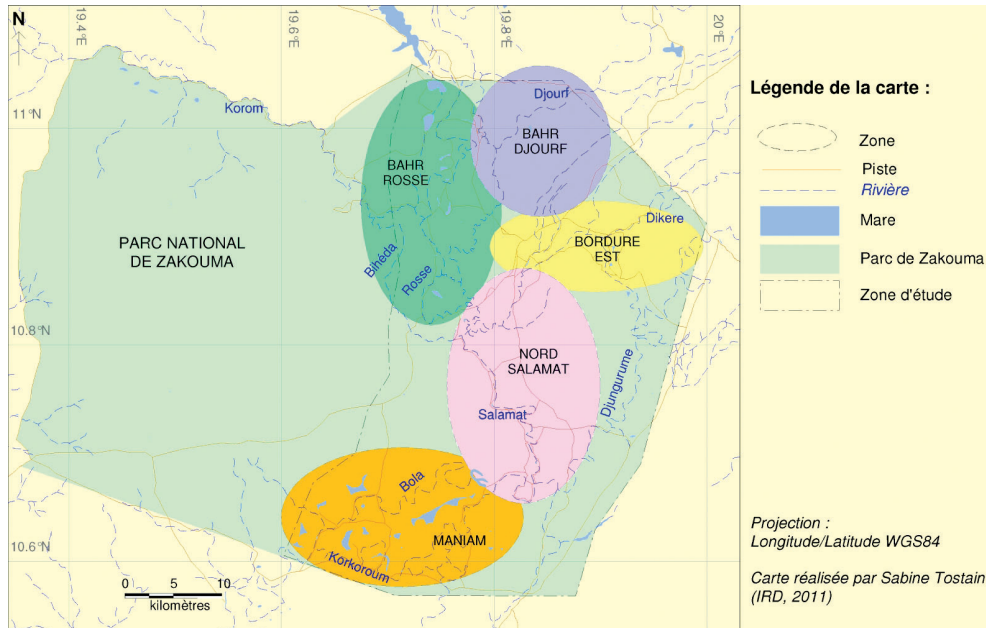 N
19.4°E
19.6°E
19.8°E
20°E
11°N
10.8°N
10.6°N
Korom
Djourf
BAHR
DJOURF
BAHR
ROSSE
Dikere
BORDURE
EST
PARC NATIONAL
DE ZAKOUMA
Bihéda
Rosse
NORD
SALAMAT
Salamat
Djungurume
Bola
MANIAM
Korkoroum
0 5 10
kilomètres
Légende de la carte :
Zone
Piste
Rivière
Mare
Parc de Zakouma
Zone d'étude
Projection :
Longitude/Latitude WGS84
Carte réalisée par Sabine Tostain
(IRD, 2011)